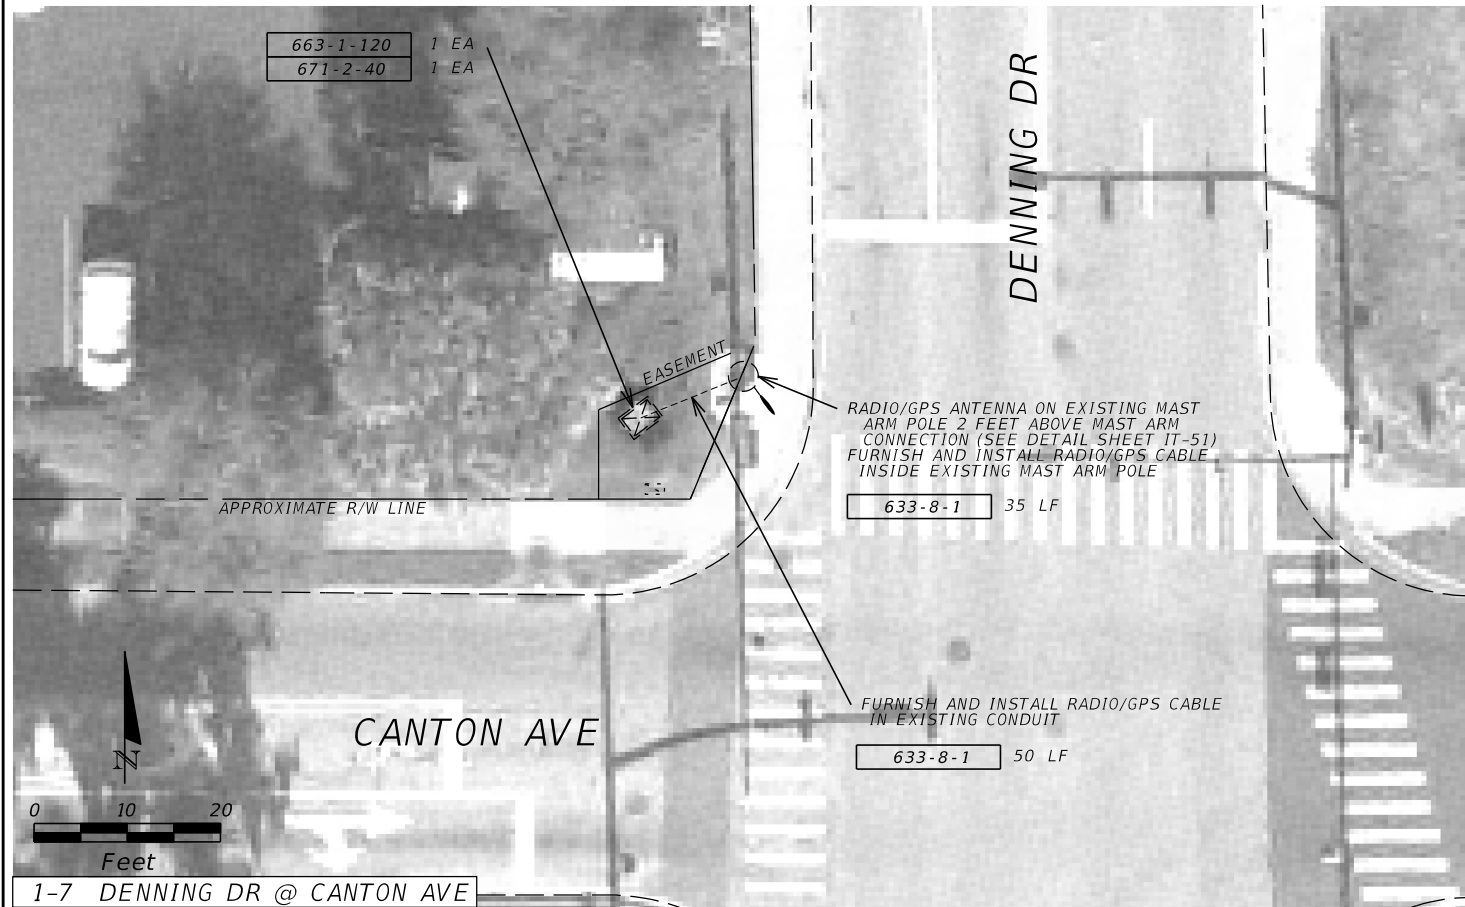 663-1-120 1 EA
671-2-40 1 EA
DENNING DR
EASEMENT
RADIO/GPS ANTENNA ON EXISTING MAST
ARM POLE 2 FEET ABOVE MAST ARM
CONNECTION (SEE DETAIL SHEET IT-51)
FURNISH AND INSTALL RADIO/GPS CABLE
INSIDE EXISTING MAST ARM POLE
633-8-1 35 LF
APPROXIMATE R/W LINE
FURNISH AND INSTALL RADIO/GPS CABLE
IN EXISTING CONDUIT
633-8-1 50 LF
CANTON AVE
N
0 10 20
Feet
1-7 DENNING DR @ CANTON AVE